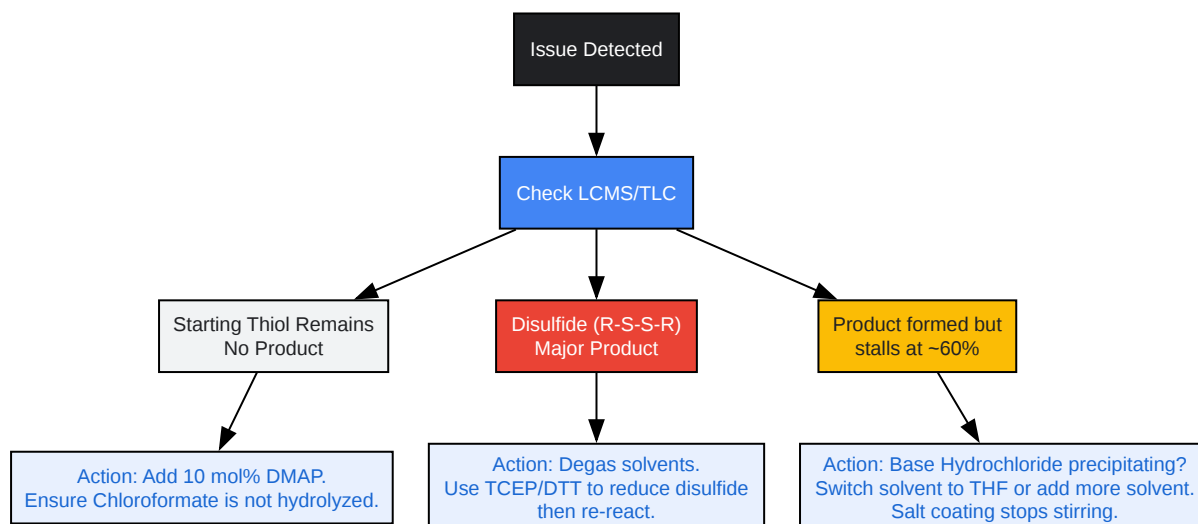 Issue Detected
Check LCMS/TLC
Starting Thiol Remains
No Product
Disulfide (R-S-S-R)
Major Product
Product formed but
stalls at ~60%
Action: Add 10 mol% DMAP.
Ensure Chloroformate is not hydrolyzed.
Action: Degas solvents.
Use TCEP/DTT to reduce disulfide
then re-react.
Action: Base Hydrochloride precipitating?
Switch solvent to THF or add more solvent.
Salt coating stops stirring.